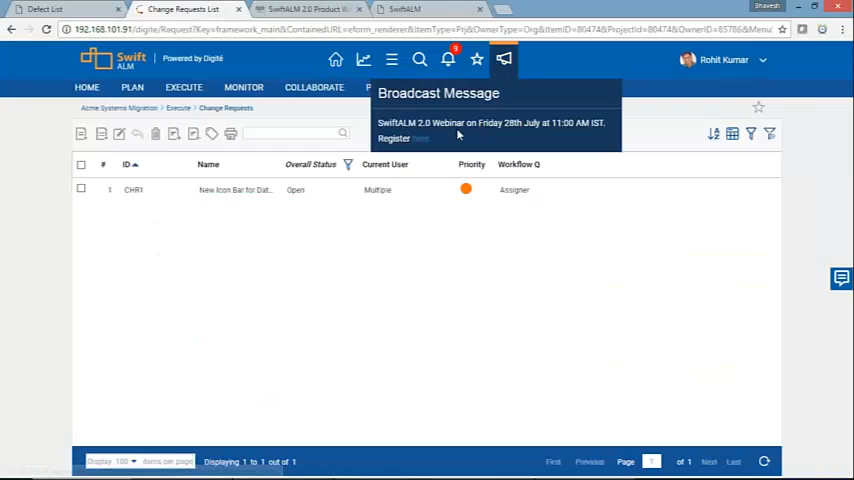 Bhavesh
Defect List
Change Requests List
SwiftALM 2.0 Product W
SwiftALM
192.168.101.91/digite/Request?Key=framework_main&ContainedURL=eform_renderer&ItemType=Prj&OwnerType=Org&ItemID=80474&ProjectId=80474&OwnerID=85786&Menu
Swift
ALM
Powered by Digité
9
Rohit Kumar
HOME PLAN EXECUTE MONITOR COLLABORATE P
Broadcast Message
SwiftALM 2.0 Webinar on Friday 28th July at 11:00 AM IST.
Register here
Acme Systems Migration > Execute > Change Requests
# ID Name Overall Status Current User Priority Workflow Q
1 CHR1 New Icon Bar for Dat... Open Multiple Assigner
Display 100 items per page Displaying 1 to 1 out of 1 First Previous Page 1 of 1 Next Last